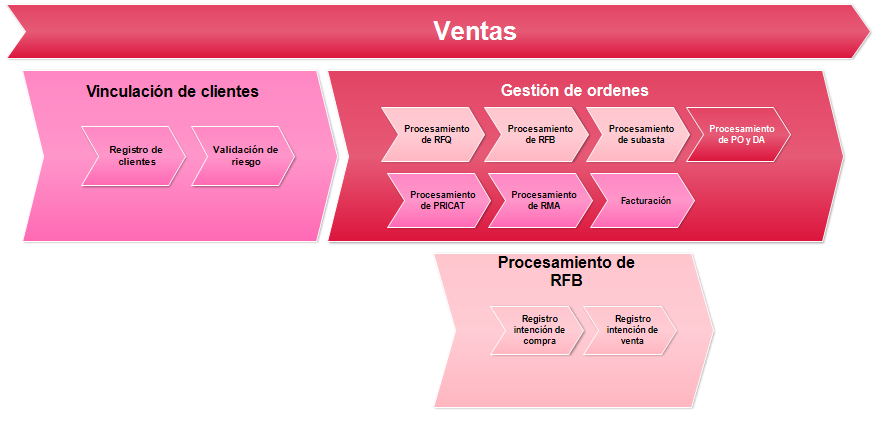 Ventas
Vinculación de clientes
Registro de
clientes
Validación de
riesgo
Gestión de ordenes
Procesamiento
de RFQ
Procesamiento
de RFB
Procesamiento
de subasta
Procesamiento
de PO y DA
Procesamiento
de PRICAT
Procesamiento
de RMA
Facturación
Procesamiento de
RFB
Registro
intención de
compra
Registro
intención de
venta